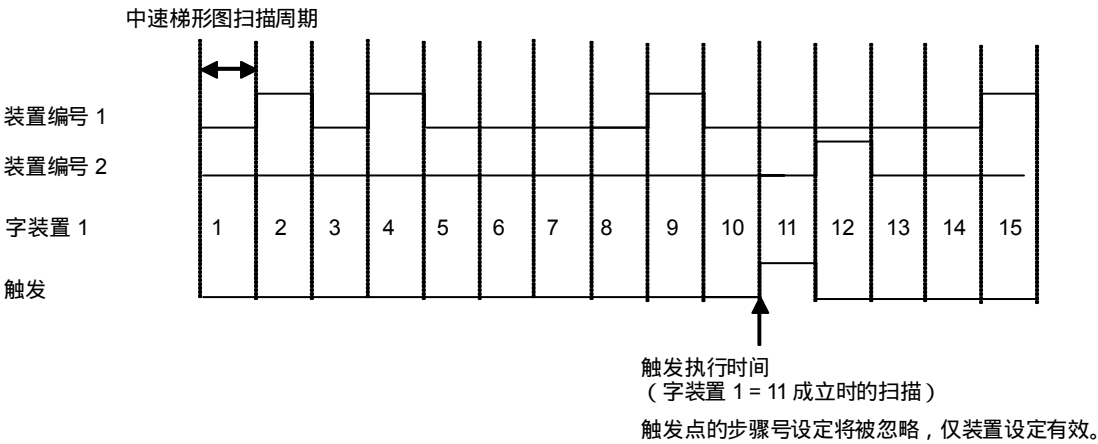 中速梯形图扫描周期
装置编号 1
装置编号 2
字装置 1 1 2 3 4 5 6 7 8 9 10 11 12 13 14 15
触发
触发执行时间
（字装置 1 = 11 成立时的扫描）
触发点的步骤号设定将被忽略，仅装置设定有效。